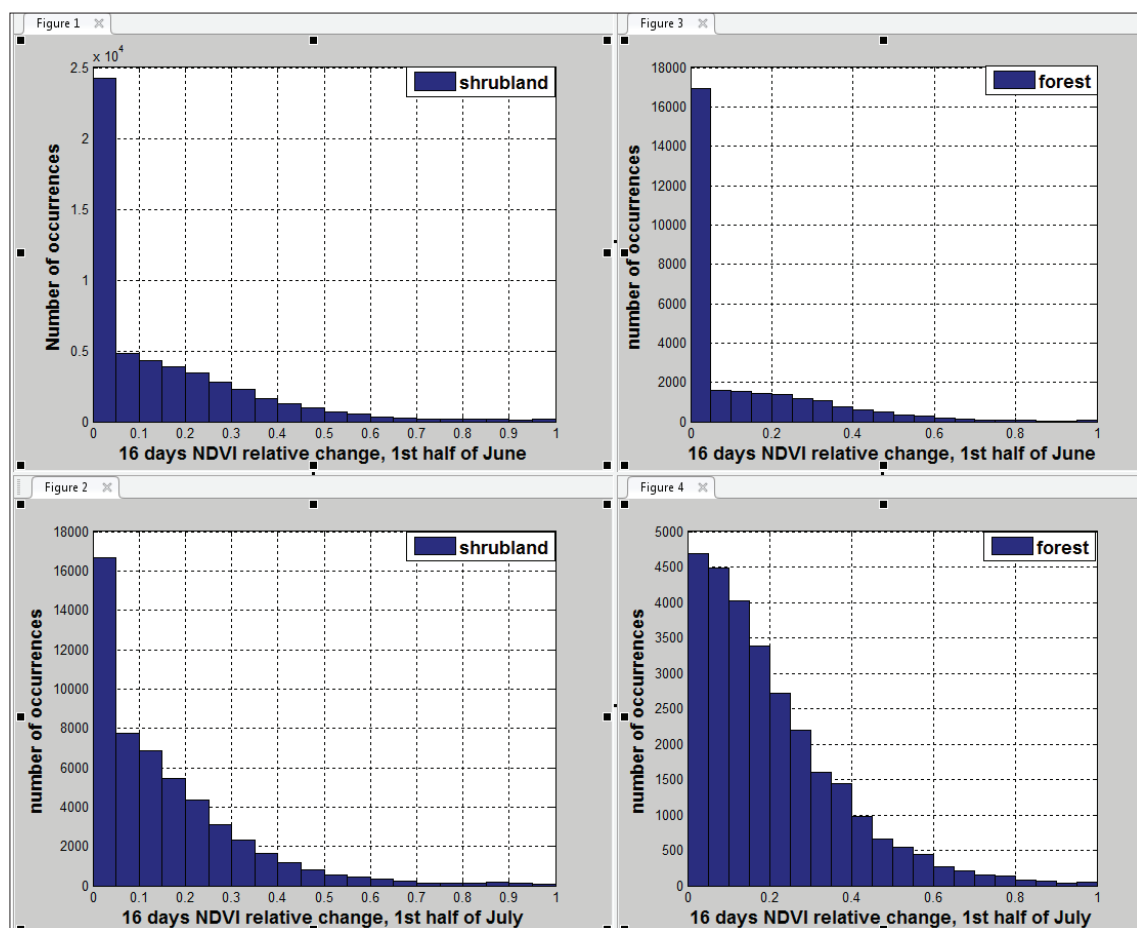 Figure 1
× 10⁴
2.5
2
1.5
1
0.5
0
Number of occurrences
shrubland
0 0.1 0.2 0.3 0.4 0.5 0.6 0.7 0.8 0.9 1
16 days NDVI relative change, 1st half of June
Figure 3
18000
16000
14000
12000
10000
8000
6000
4000
2000
0
number of occurrences
forest
0 0.2 0.4 0.6 0.8 1
16 days NDVI relative change, 1st half of June
Figure 2
18000
16000
14000
12000
10000
8000
6000
4000
2000
0
number of occurrences
shrubland
0 0.1 0.2 0.3 0.4 0.5 0.6 0.7 0.8 0.9 1
16 days NDVI relative change, 1st half of July
Figure 4
5000
4500
4000
3500
3000
2500
2000
1500
1000
500
0
number of occurrences
forest
0 0.2 0.4 0.6 0.8 1
16 days NDVI relative change, 1st half of July